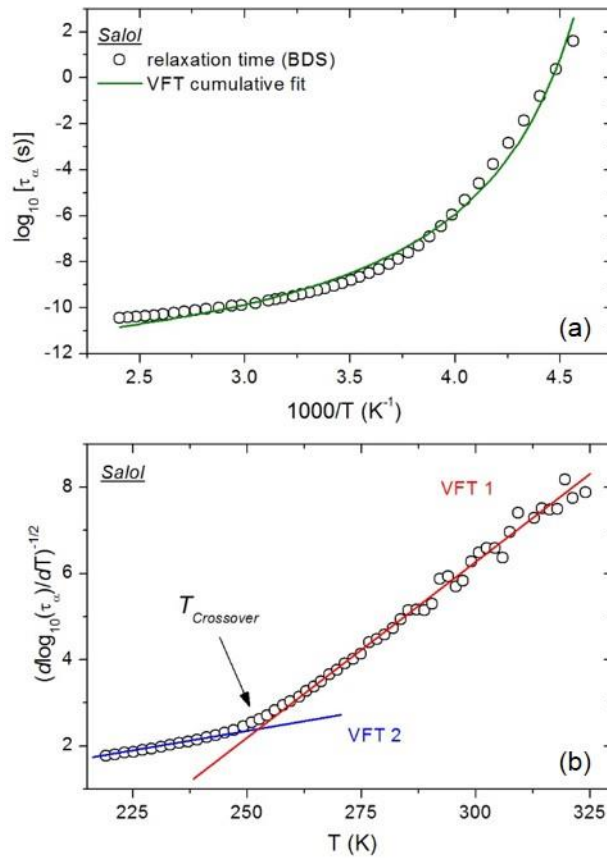 Salol
relaxation time (BDS)
VFT cumulative fit
log₁₀ [τα (s)]
2
0
-2
-4
-6
-8
-10
-12
2.5 3.0 3.5 4.0 4.5
1000/T (K⁻¹)
(a)
Salol
VFT 1
T_Crossover
VFT 2
(dlog₁₀(τα)/dT)⁻¹/²
8
6
4
2
225 250 275 300 325
T (K)
(b)